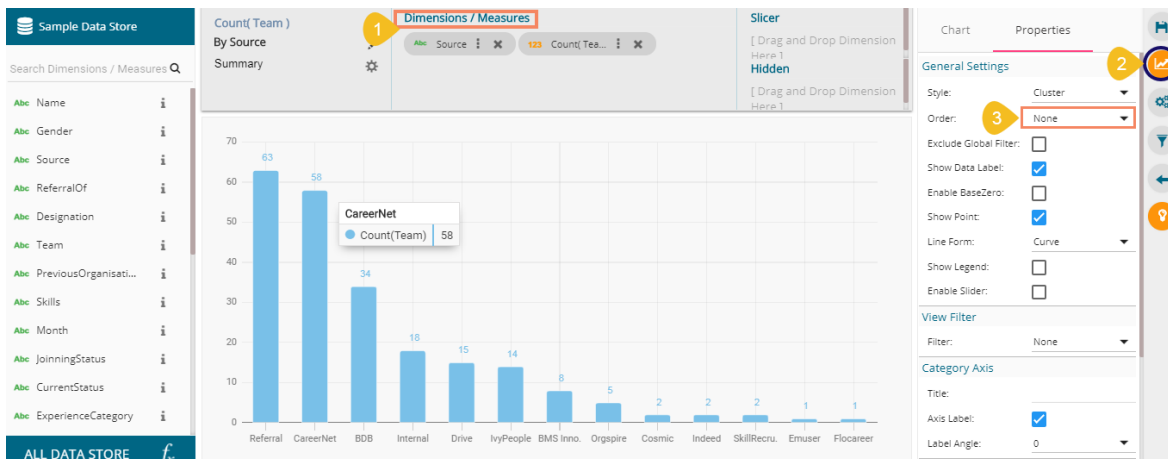 Sample Data Store
Search Dimensions / Measures
Abc Name
Abc Gender
Abc Source
Abc ReferralOf
Abc Designation
Abc Team
Abc PreviousOrganisati...
Abc Skills
Abc Month
Abc JoinningStatus
Abc CurrentStatus
Abc ExperienceCategory
ALL DATA STORE
Count( Team )
By Source
Summary
1
Dimensions / Measures
Abc Source
123 Count( Tea...
Slicer
[ Drag and Drop Dimension
Here ]
Hidden
[ Drag and Drop Dimension
Here ]
70
60
50
40
30
20
10
0
63
58
34
18
15
14
8
5
2
2
2
1
1
CareerNet
Count(Team) 58
Referral CareerNet BDB Internal Drive IvyPeople BMS Inno. Orgspire Cosmic Indeed SkillRecru. Emuser Flocareer
Chart Properties
General Settings
2
Style: Cluster
Order: 3 None
Exclude Global Filter:
Show Data Label:
Enable BaseZero:
Show Point:
Line Form: Curve
Show Legend:
Enable Slider:
View Filter
Filter: None
Category Axis
Title:
Axis Label:
Label Angle: 0